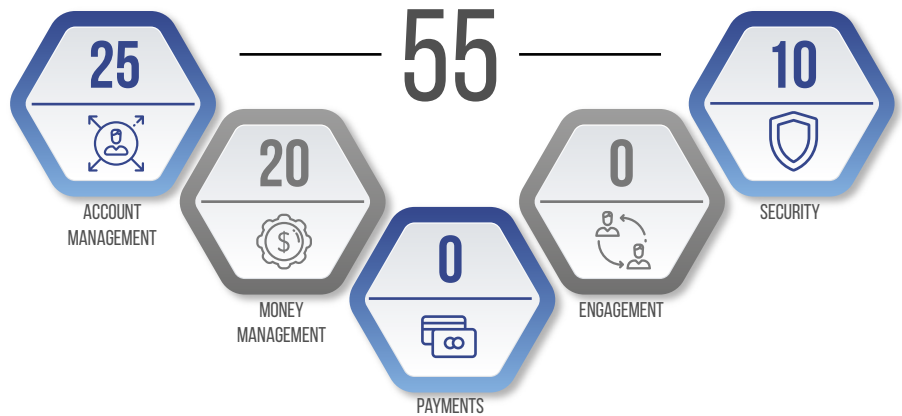 55
25
ACCOUNT
MANAGEMENT
20
$
MONEY
MANAGEMENT
0
PAYMENTS
0
ENGAGEMENT
10
SECURITY